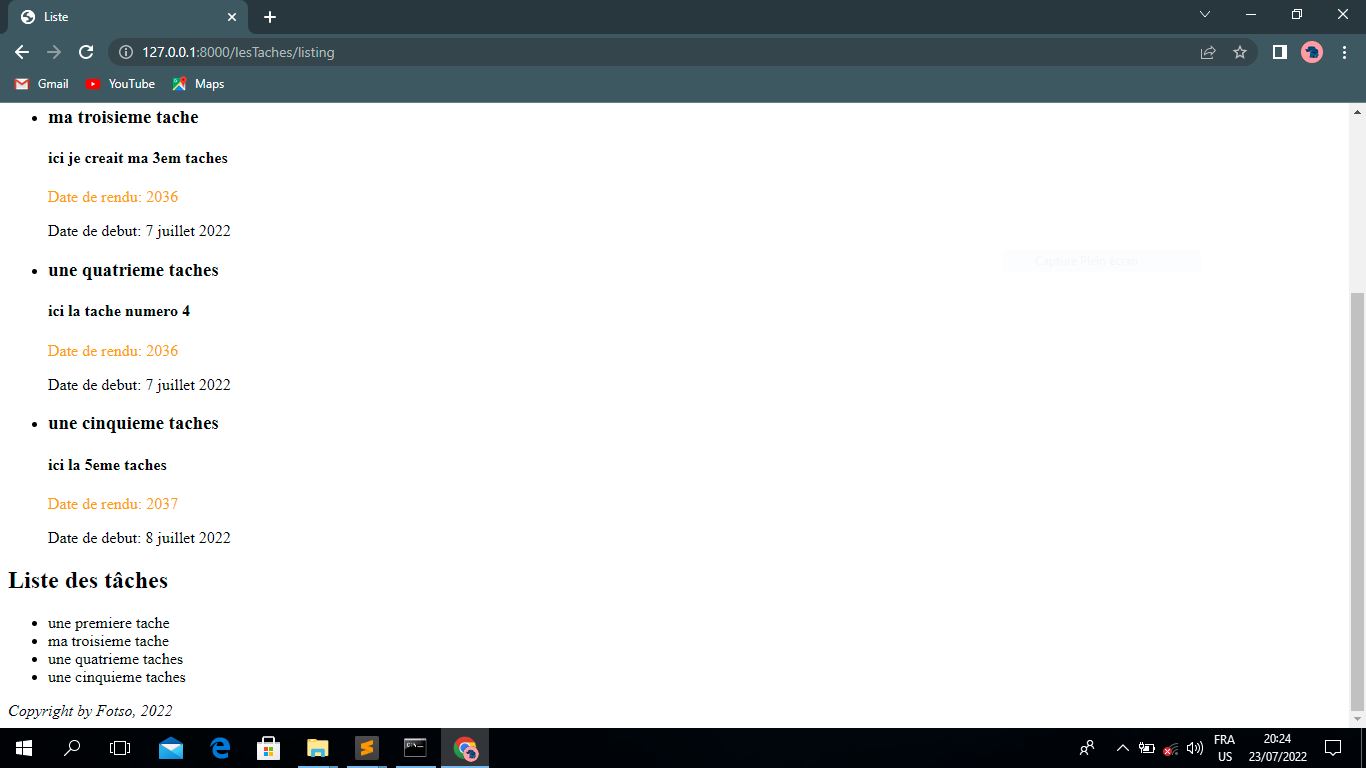 Liste
127.0.0.1:8000/lesTaches/listing
Gmail YouTube Maps
ma troisieme tache
ici je creait ma 3em taches
Date de rendu: 2036
Date de debut: 7 juillet 2022
Capture Plein écran
une quatrieme taches
ici la tache numero 4
Date de rendu: 2036
Date de debut: 7 juillet 2022
une cinquieme taches
ici la 5eme taches
Date de rendu: 2037
Date de debut: 8 juillet 2022
Liste des tâches
une premiere tache
ma troisieme tache
une quatrieme taches
une cinquieme taches
Copyright by Fotso, 2022
FRA
US
20:24
23/07/2022